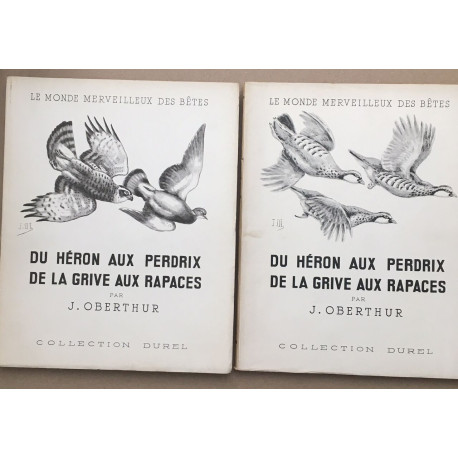 LE MONDE MERVEILLEUX DES BÊTES
DU HÉRON AUX PERDRIX
DE LA GRIVE AUX RAPACES
PAR
J. OBERTHUR
COLLECTION DUREL
LE MONDE MERVEILLEUX DES BÊTES
DU HÉRON AUX PERDRIX
DE LA GRIVE AUX RAPACES
PAR
J. OBERTHUR
COLLECTION DUREL